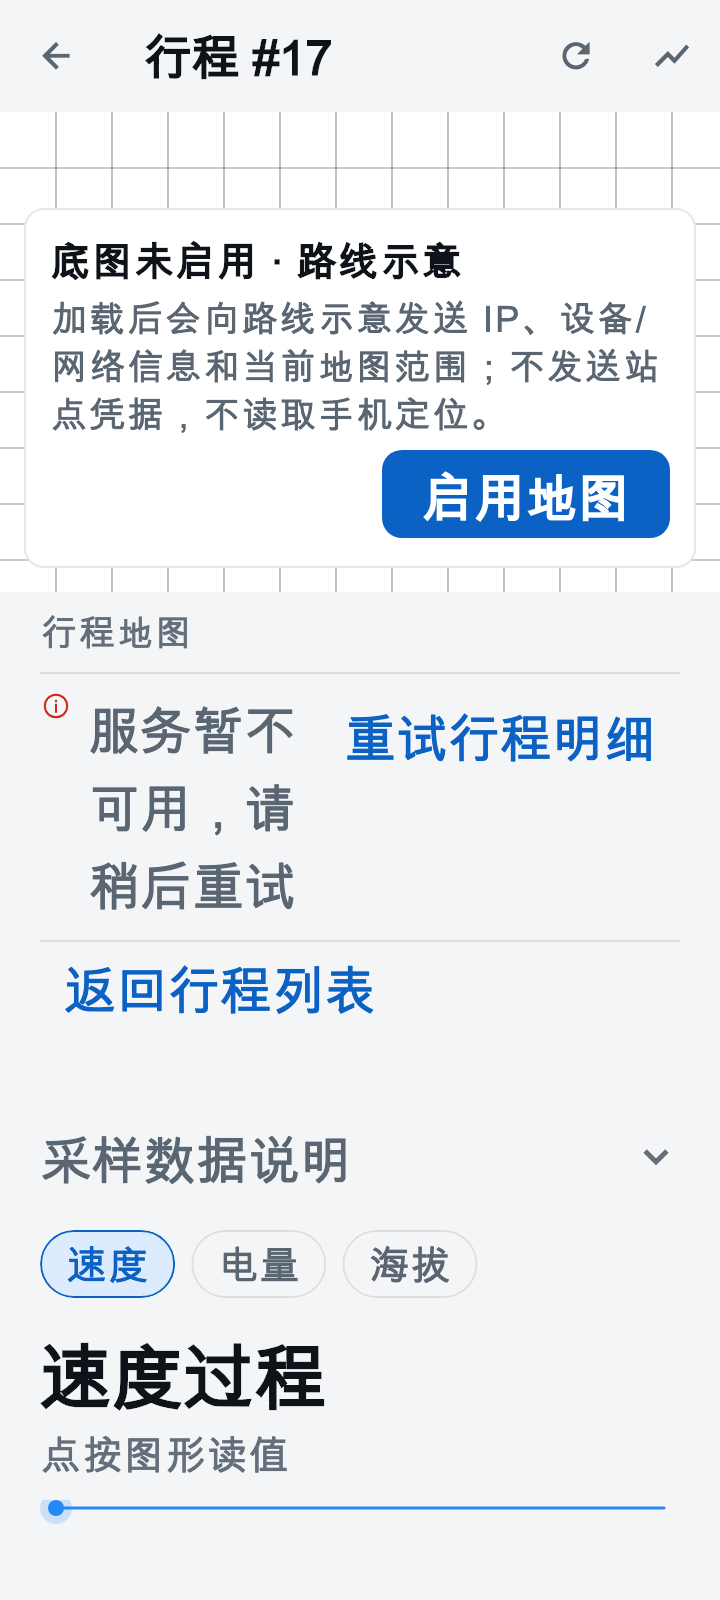 行程 #17
底图未启用 · 路线示意
加载后会向路线示意发送 IP、设备/
网络信息和当前地图范围；不发送站
点凭据，不读取手机定位。
启用地图
行程地图
服务暂不
可用，请
稍后重试
重试行程明细
返回行程列表
采样数据说明
速度
电量
海拔
速度过程
点按图形读值